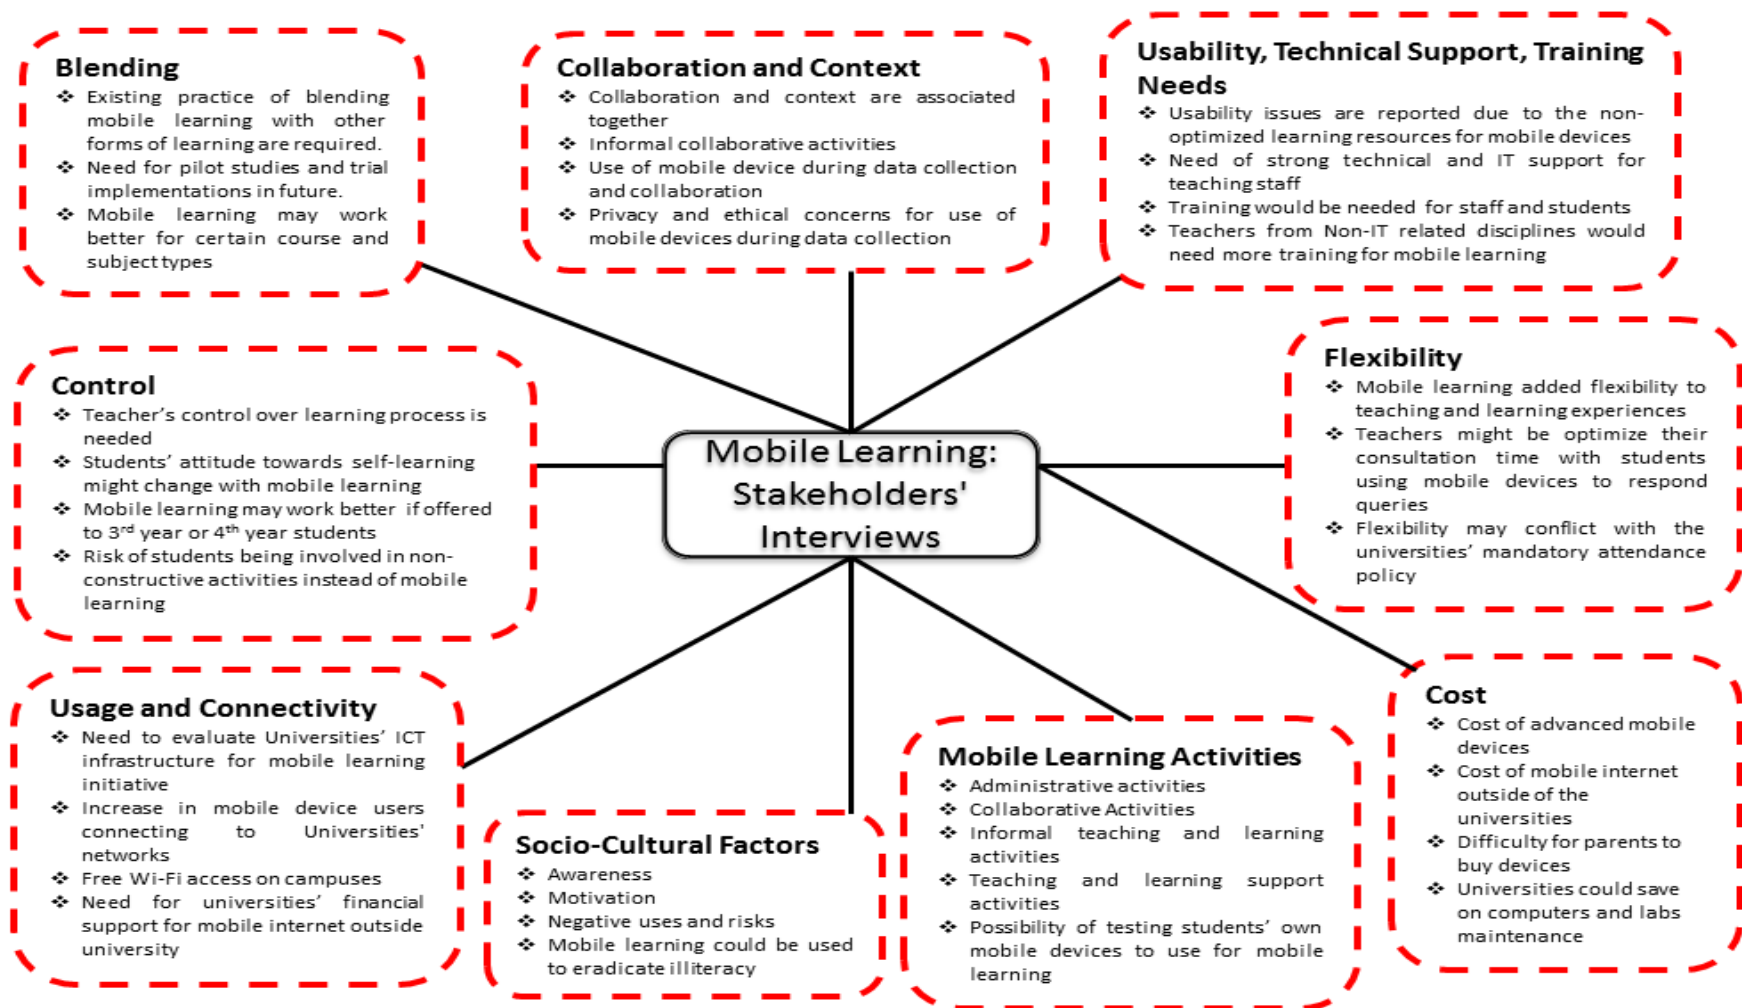 Blending
❖ Existing practice of blending
mobile learning with other
forms of learning are required.
❖ Need for pilot studies and trial
implementations in future.
❖ Mobile learning may work
better for certain course and
subject types
Collaboration and Context
❖ Collaboration and context are associated
together
❖ Informal collaborative activities
❖ Use of mobile device during data collection
and collaboration
❖ Privacy and ethical concerns for use of
mobile devices during data collection
Usability, Technical Support, Training
Needs
❖ Usability issues are reported due to the non-
optimized learning resources for mobile devices
❖ Need of strong technical and IT support for
teaching staff
❖ Training would be needed for staff and students
❖ Teachers from Non-IT related disciplines would
need more training for mobile learning
Control
❖ Teacher's control over learning process is
needed
❖ Students' attitude towards self-learning
might change with mobile learning
❖ Mobile learning may work better if offered
to 3rd year or 4th year students
❖ Risk of students being involved in non-
constructive activities instead of mobile
learning
Mobile Learning:
Stakeholders'
Interviews
Flexibility
❖ Mobile learning added flexibility to
teaching and learning experiences
❖ Teachers might be optimize their
consultation time with students
using mobile devices to respond
queries
❖ Flexibility may conflict with the
universities' mandatory attendance
policy
Usage and Connectivity
❖ Need to evaluate Universities' ICT
infrastructure for mobile learning
initiative
❖ Increase in mobile device users
connecting to Universities'
networks
❖ Free Wi-Fi access on campuses
❖ Need for universities' financial
support for mobile internet outside
university
Socio-Cultural Factors
❖ Awareness
❖ Motivation
❖ Negative uses and risks
❖ Mobile learning could be used
to eradicate illiteracy
Mobile Learning Activities
❖ Administrative activities
❖ Collaborative Activities
❖ Informal teaching and learning
activities
❖ Teaching and learning support
activities
❖ Possibility of testing students' own
mobile devices to use for mobile
learning
Cost
❖ Cost of advanced mobile
devices
❖ Cost of mobile internet
outside of the
universities
❖ Difficulty for parents to
buy devices
❖ Universities could save
on computers and labs
maintenance